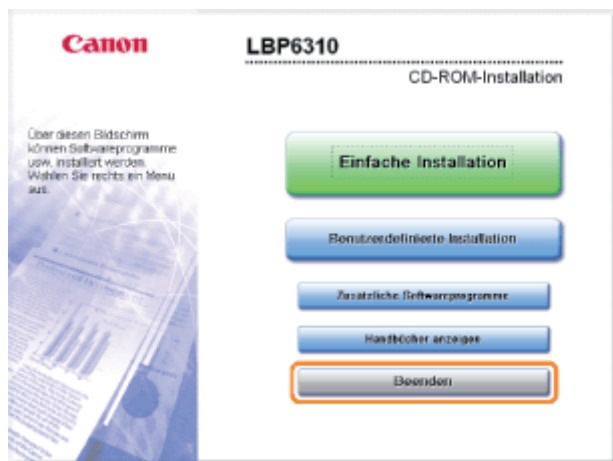 Canon
LBP6310
CD-ROM-Installation
Über diesen Bildschirm
können Softwareprogramme
usw. installiert werden.
Wählen Sie rechts ein Menü
aus.
Einfache Installation
Benutzerdefinierte Installation
Zusätzliche Softwareprogramme
Handbücher anzeigen
Beenden